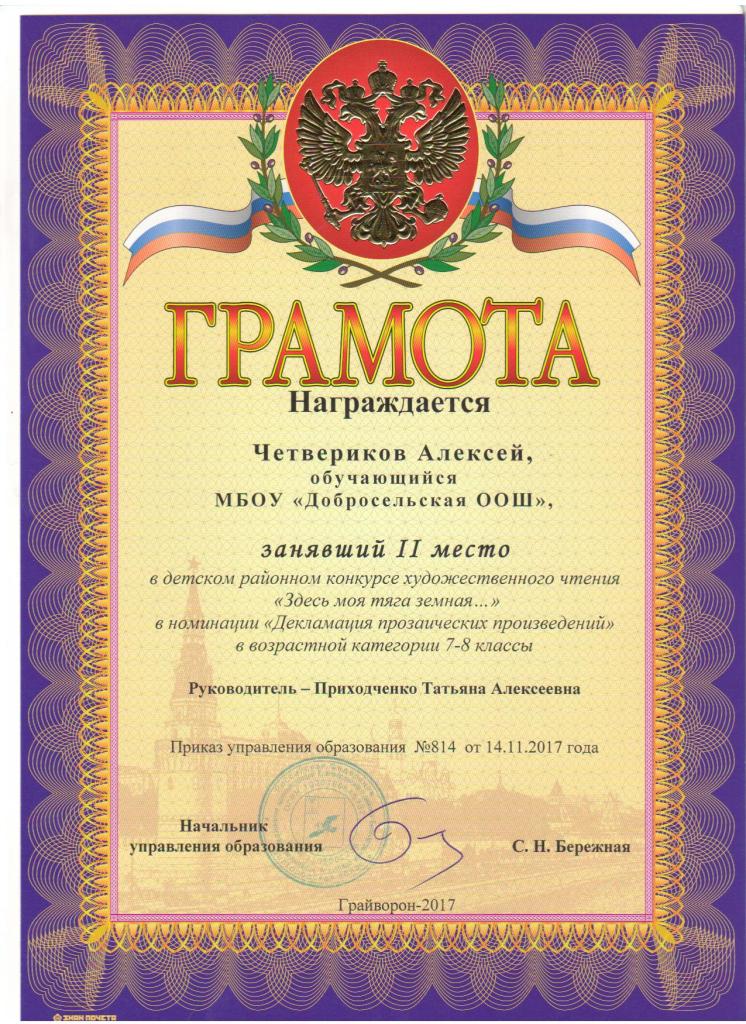 ГРАМОТА
Награждается
Четвериков Алексей,
обучающийся
МБОУ «Добросельская ООШ»,
занявший II место
в детском районном конкурсе художественного чтения
«Здесь моя тяга земная…»
в номинации «Декламация прозаических произведений»
в возрастной категории 7-8 классы
Руководитель – Приходченко Татьяна Алексеевна
Приказ управления образования №814 от 14.11.2017 года
Начальник
управления образования
С. Н. Бережная
Грайворон-2017
ЗНАК ПОЧЕТА